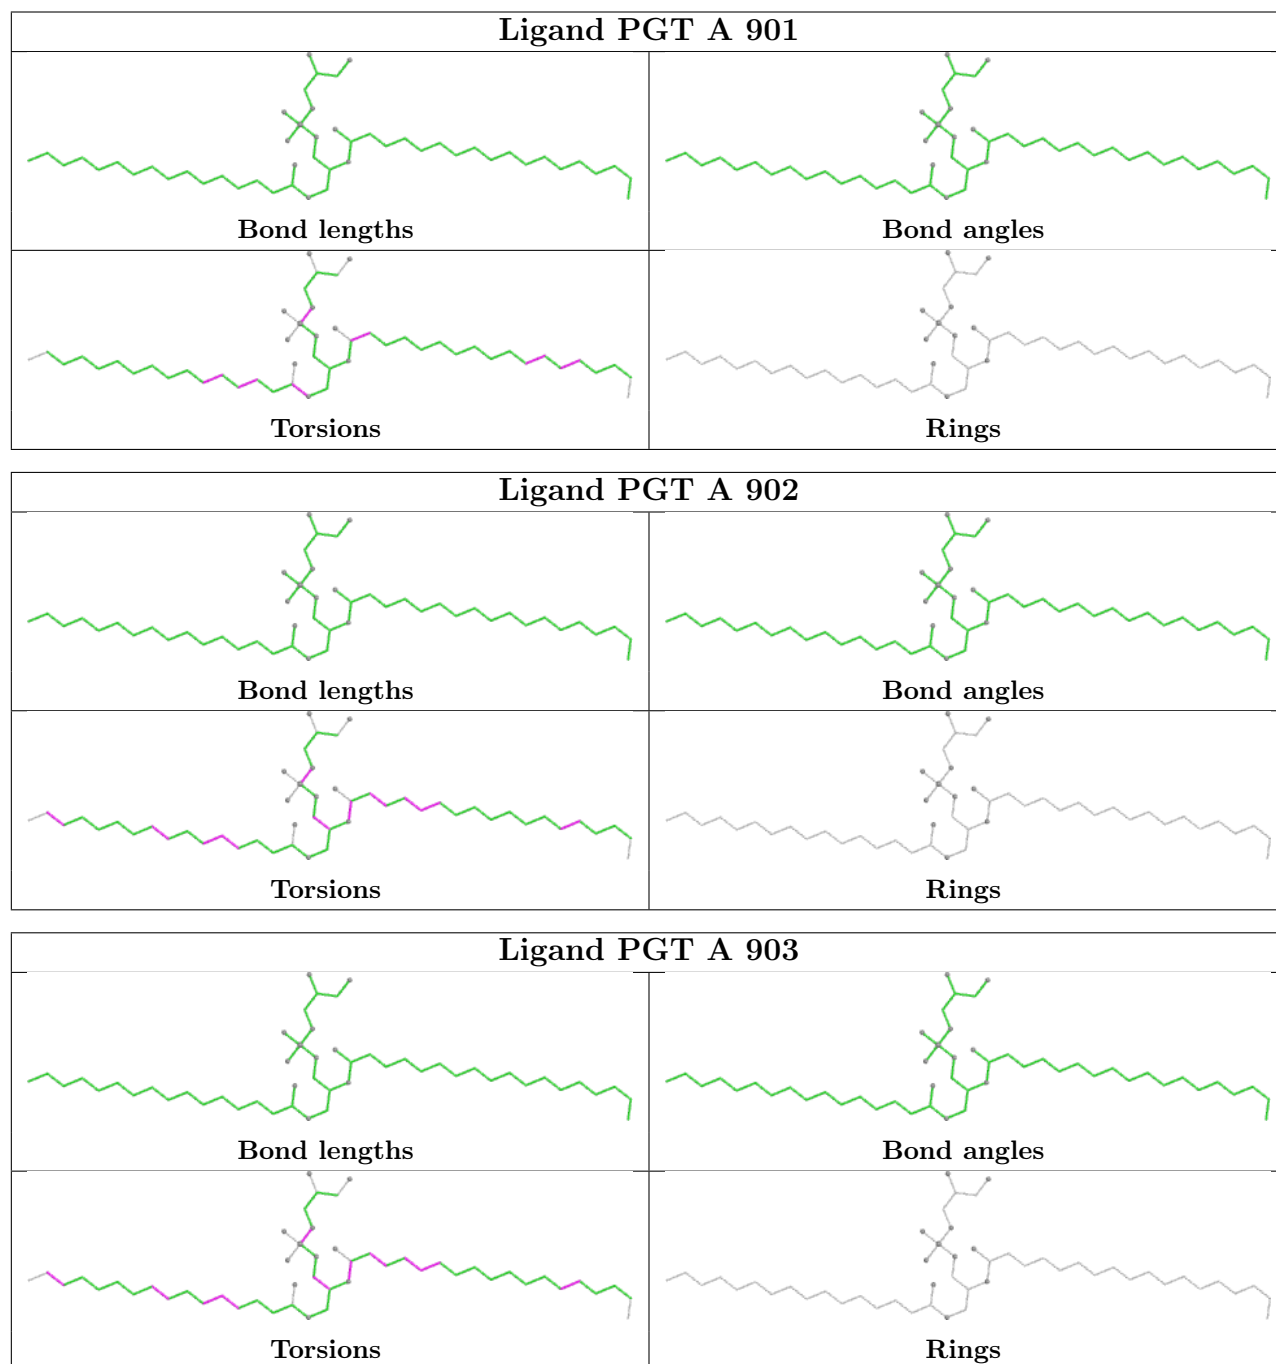 Ligand PGT A 901
Bond lengths
Bond angles
Torsions
Rings
Ligand PGT A 902
Bond lengths
Bond angles
Torsions
Rings
Ligand PGT A 903
Bond lengths
Bond angles
Torsions
Rings